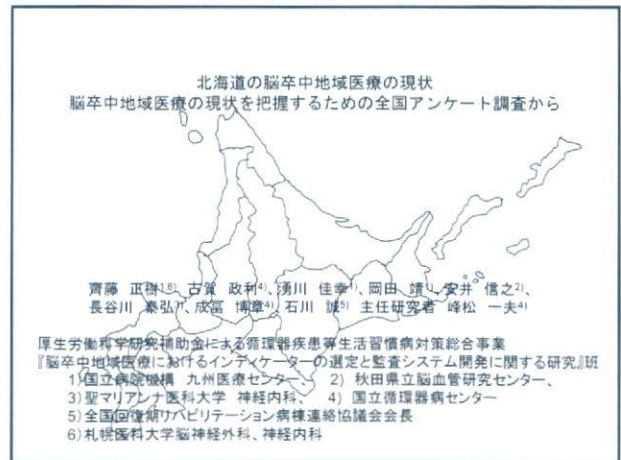 北海道の脳卒中地域医療の現状
脳卒中地域医療の現状を把握するための全国アンケート調査から
齊藤 正樹1,6) 古賀 政利4)、湧川 佳幸1)、岡田 靖1)、安井 信之2)、
長谷川 泰弘3)、成冨 博章4)、石川 誠5) 主任研究者 峰松 一夫4)
厚生労働科学研究補助金による循環器疾患等生活習慣病対策総合事業
『脳卒中地域医療におけるインディケーターの選定と監査システム開発に関する研究』班
1)国立病院機構 九州医療センター、 2) 秋田県立脳血管研究センター、
3)聖マリアンナ医科大学 神経内科、 4) 国立循環器病センター
5)全国回復期リハビリテーション病棟連絡協議会会長
6)札幌医科大学脳神経外科、神経内科